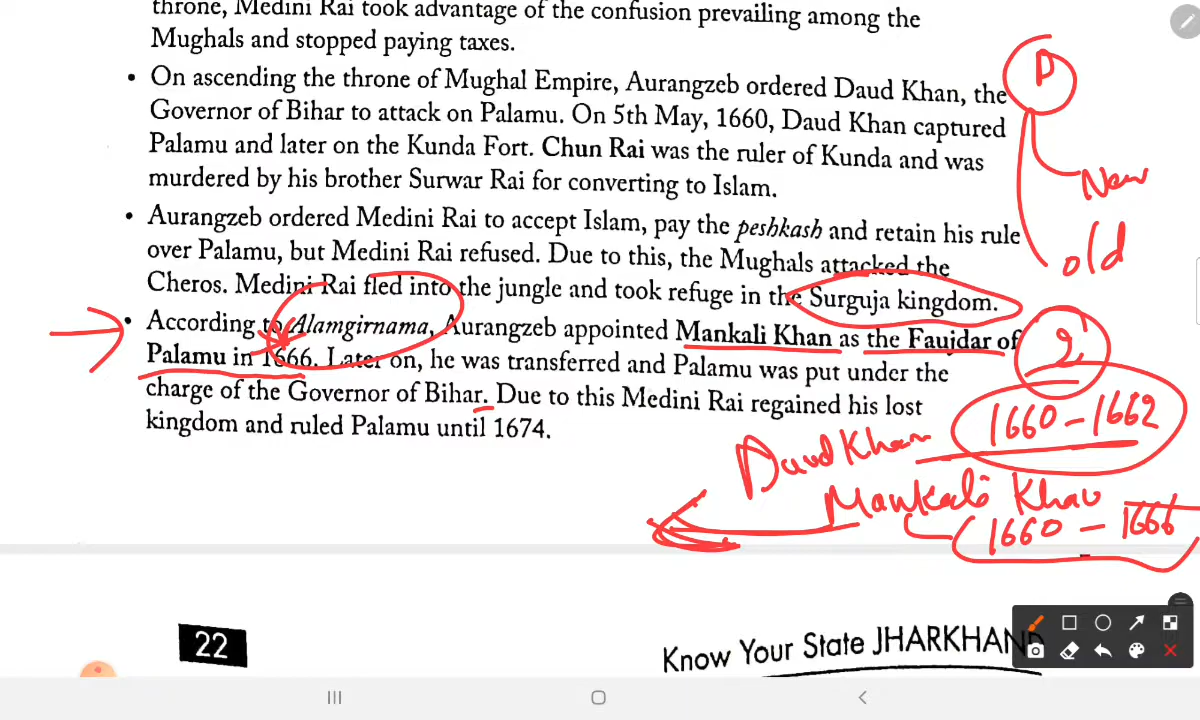 throne, Medini Rai took advantage of the confusion prevailing among the
Mughals and stopped paying taxes.
• On ascending the throne of Mughal Empire, Aurangzeb ordered Daud Khan, the
Governor of Bihar to attack on Palamu. On 5th May, 1660, Daud Khan captured
Palamu and later on the Kunda Fort. Chun Rai was the ruler of Kunda and was
murdered by his brother Surwar Rai for converting to Islam.
• Aurangzeb ordered Medini Rai to accept Islam, pay the peshkash and retain his rule
over Palamu, but Medini Rai refused. Due to this, the Mughals attacked the
Cheros. Medini Rai fled into the jungle and took refuge in the Surguja kingdom.
• According to Alamgirnama, Aurangzeb appointed Mankali Khan as the Faujdar of
Palamu in 1666. Later on, he was transferred and Palamu was put under the
charge of the Governor of Bihar. Due to this Medini Rai regained his lost
kingdom and ruled Palamu until 1674.
P
New
old
2
1660-1662
Daud Khan
Mankali Khan
1660-1666
22
Know Your State JHARKHAND